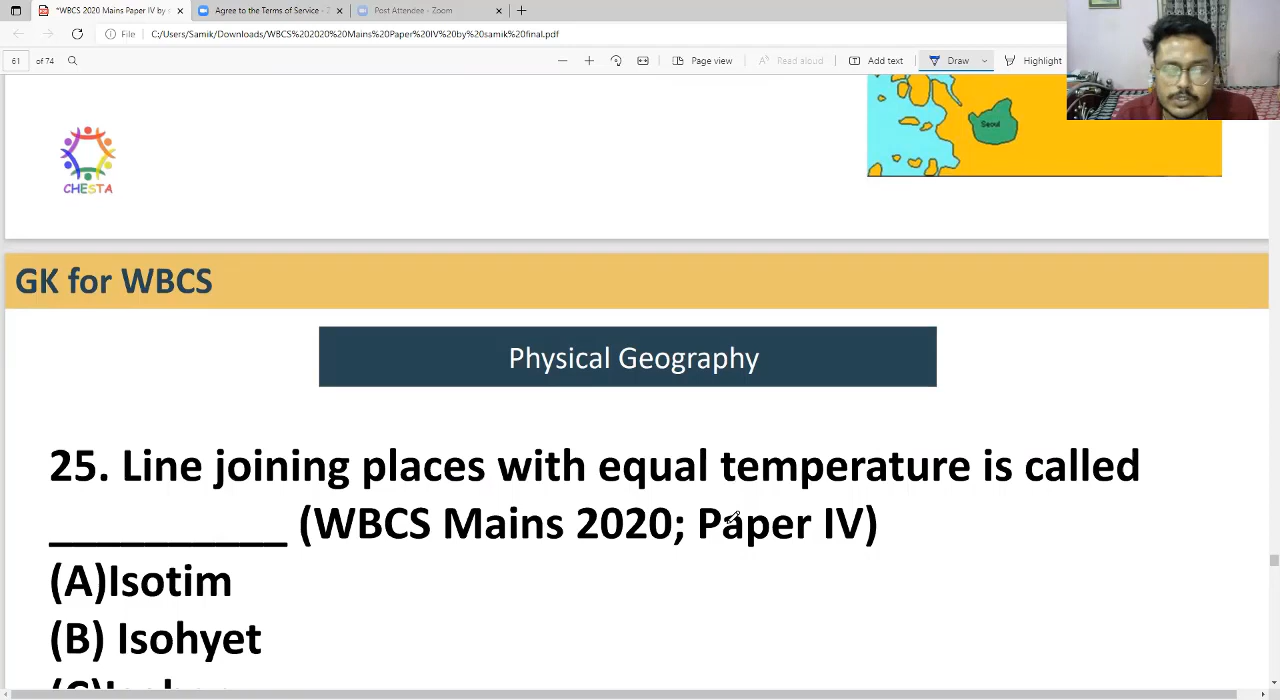 *WBCS 2020 Mains Paper IV by s
Agree to the Terms of Service - Z
Post Attendee - Zoom
File
C:/Users/Samik/Downloads/WBCS%202020%20Mains%20Paper%20IV%20by%20samik%20final.pdf
61 of 74
Page view
Read aloud
Add text
Draw
Highlight
Seoul
CHESTA
GK for WBCS
Physical Geography
25. Line joining places with equal temperature is called
__________ (WBCS Mains 2020; Paper IV)
(A)Isotim
(B) Isohyet